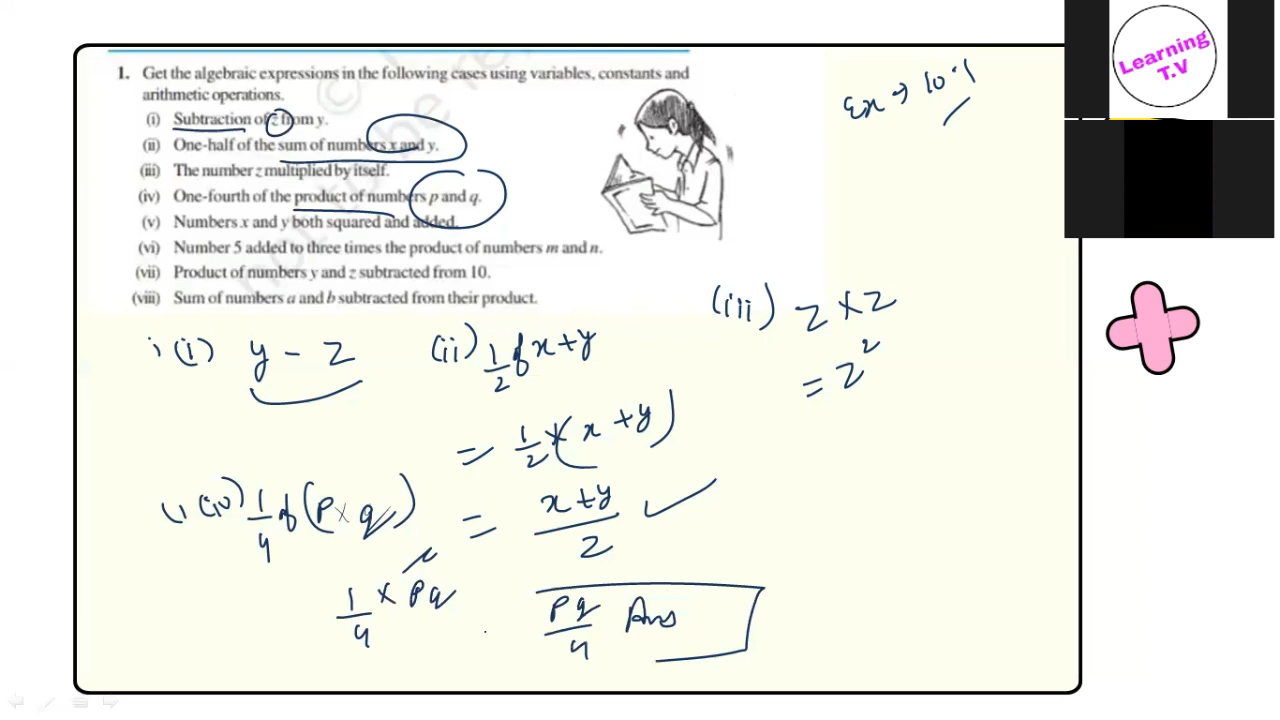 1. Get the algebraic expressions in the following cases using variables, constants and
arithmetic operations.
(i) Subtraction of z from y.
(ii) One-half of the sum of numbers x and y.
(iii) The number z multiplied by itself.
(iv) One-fourth of the product of numbers p and q.
(v) Numbers x and y both squared and added.
(vi) Number 5 added to three times the product of numbers m and n.
(vii) Product of numbers y and z subtracted from 10.
(viii) Sum of numbers a and b subtracted from their product.
Ex → 10.1
Learning
T.V
(i) y - z
(ii) 1/2 of x+y
= 1/2 × (x + y)
= x+y/2
(iii) z × z
= z²
(iv) 1/4 of (p × q)
1/4 × pq
pq/4 Ans